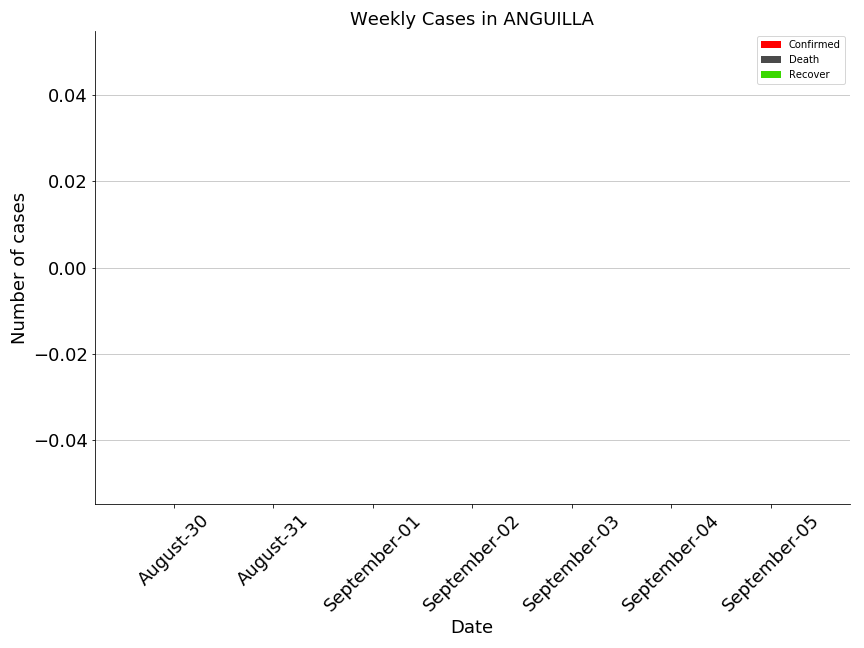 Weekly Cases in ANGUILLA
Confirmed
Death
Recover
Number of cases
0.04
0.02
0.00
−0.02
−0.04
August-30
August-31
September-01
September-02
September-03
September-04
September-05
Date